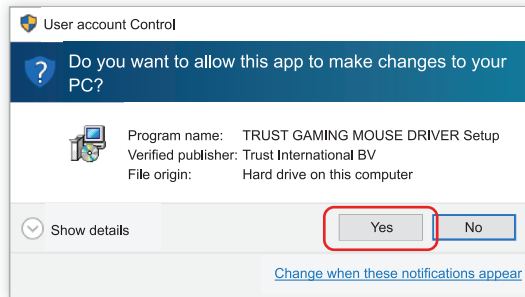 User account Control
Do you want to allow this app to make changes to your
PC?
Program name: TRUST GAMING MOUSE DRIVER Setup
Verified publisher: Trust International BV
File origin: Hard drive on this computer
Show details
Yes
No
Change when these notifications appear